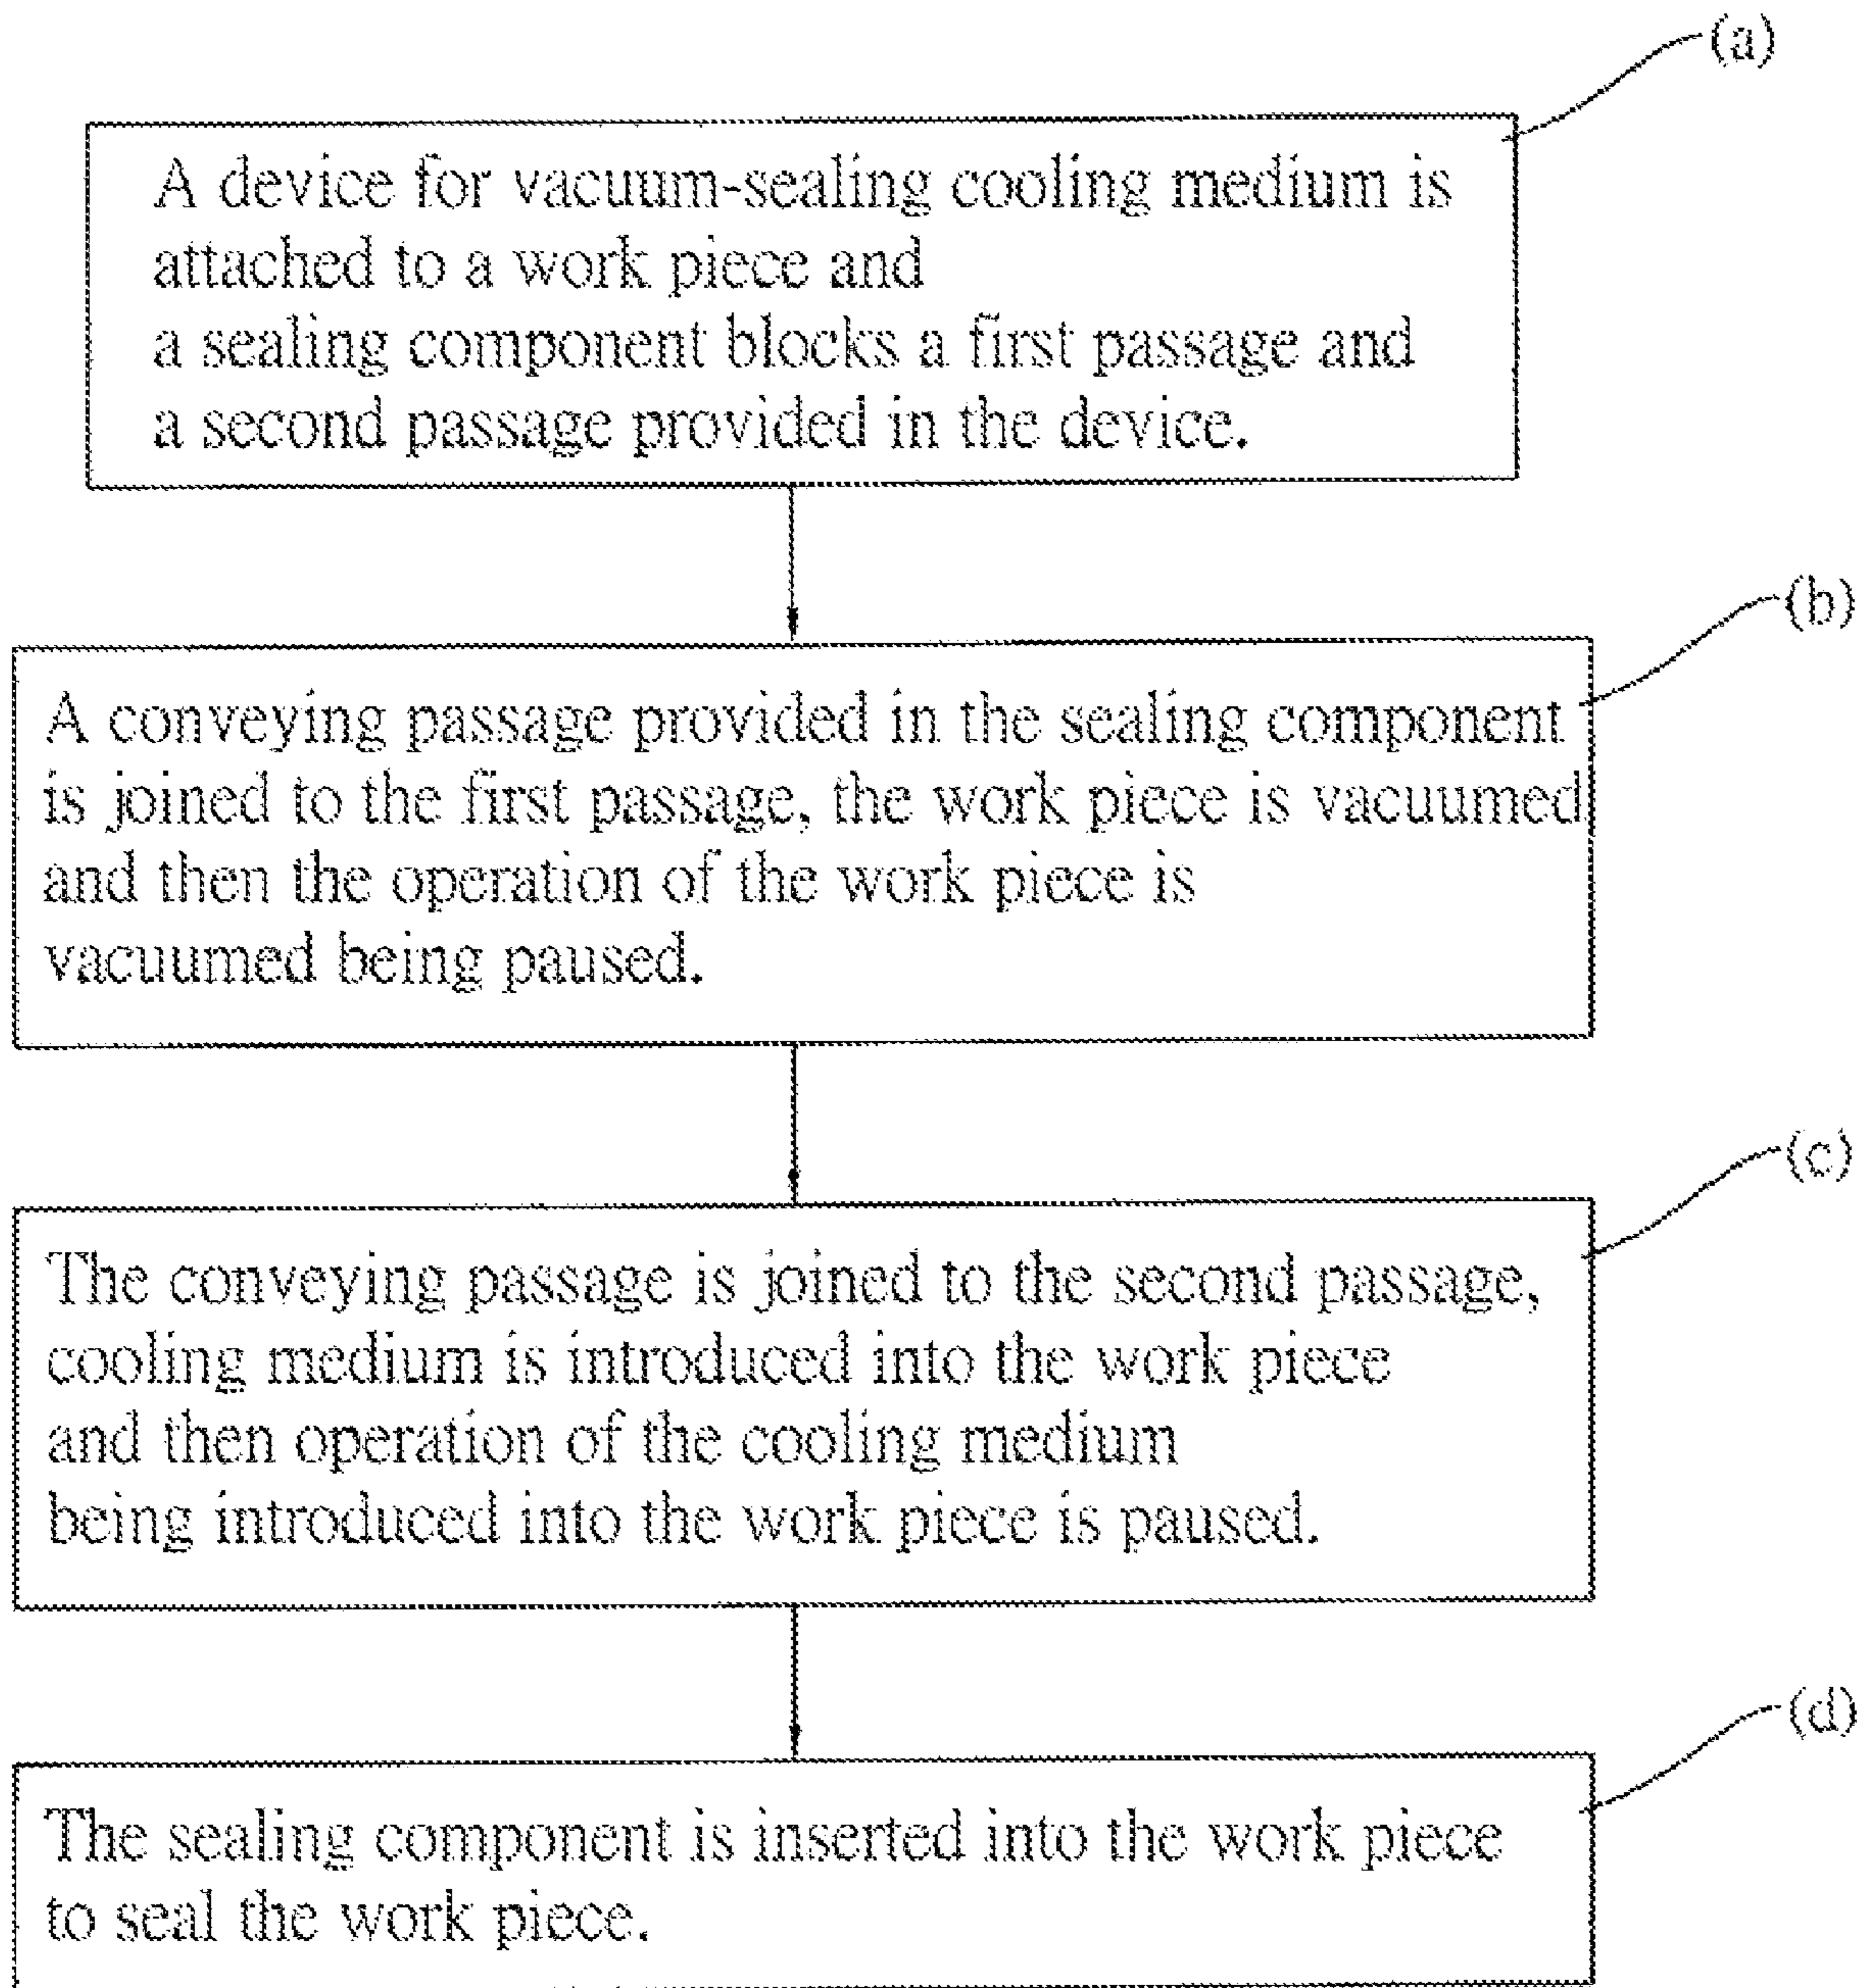 (a)
A device for vacuum-sealing cooling medium is
attached to a work piece and
a sealing component blocks a first passage and
a second passage provided in the device.
(b)
A conveying passage provided in the sealing component
is joined to the first passage, the work piece is vacuumed
and then the operation of the work piece is
vacuumed being paused.
(c)
The conveying passage is joined to the second passage,
cooling medium is introduced into the work piece
and then operation of the cooling medium
being introduced into the work piece is paused.
(d)
The sealing component is inserted into the work piece
to seal the work piece.